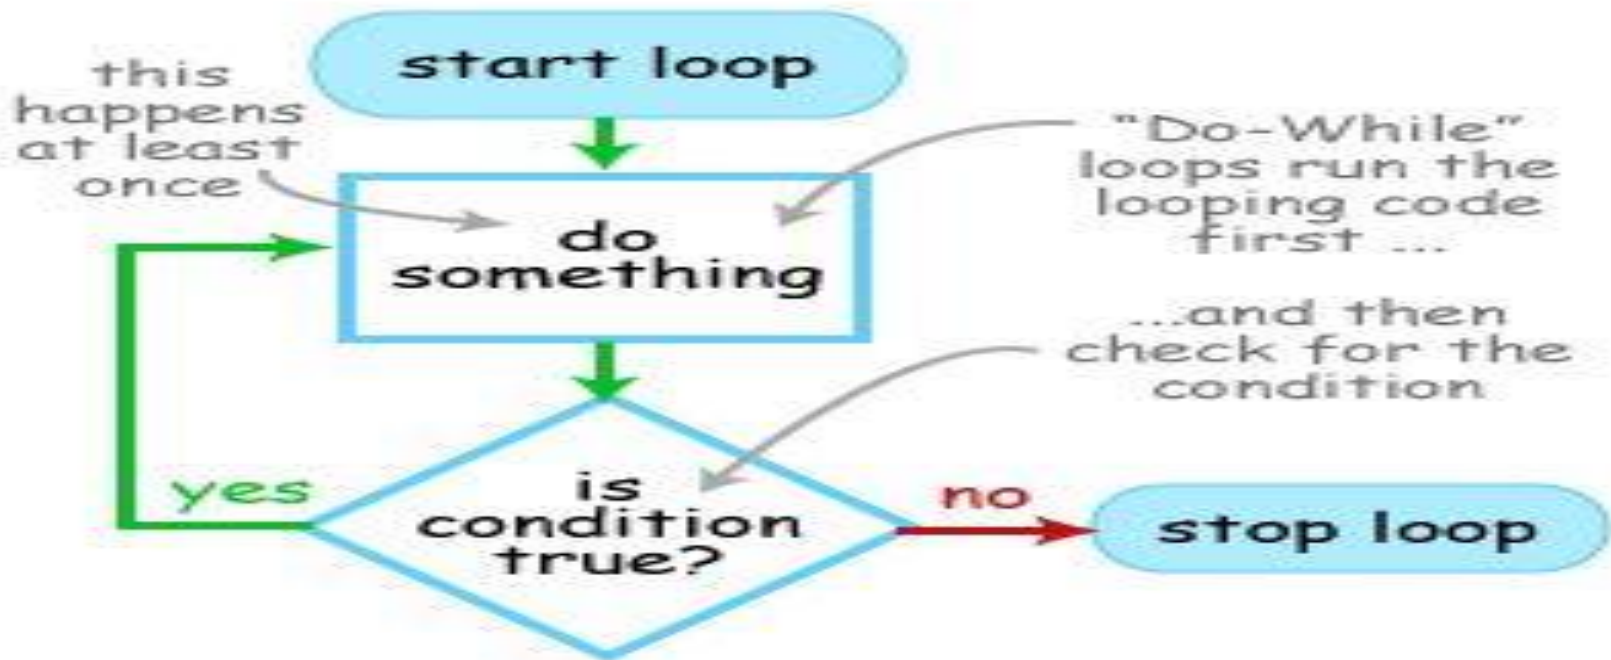 start loop
this
happens
at least
once
"Do-While"
loops run the
looping code
first ...
do
something
...and then
check for the
condition
is
condition
true?
yes
no
stop loop